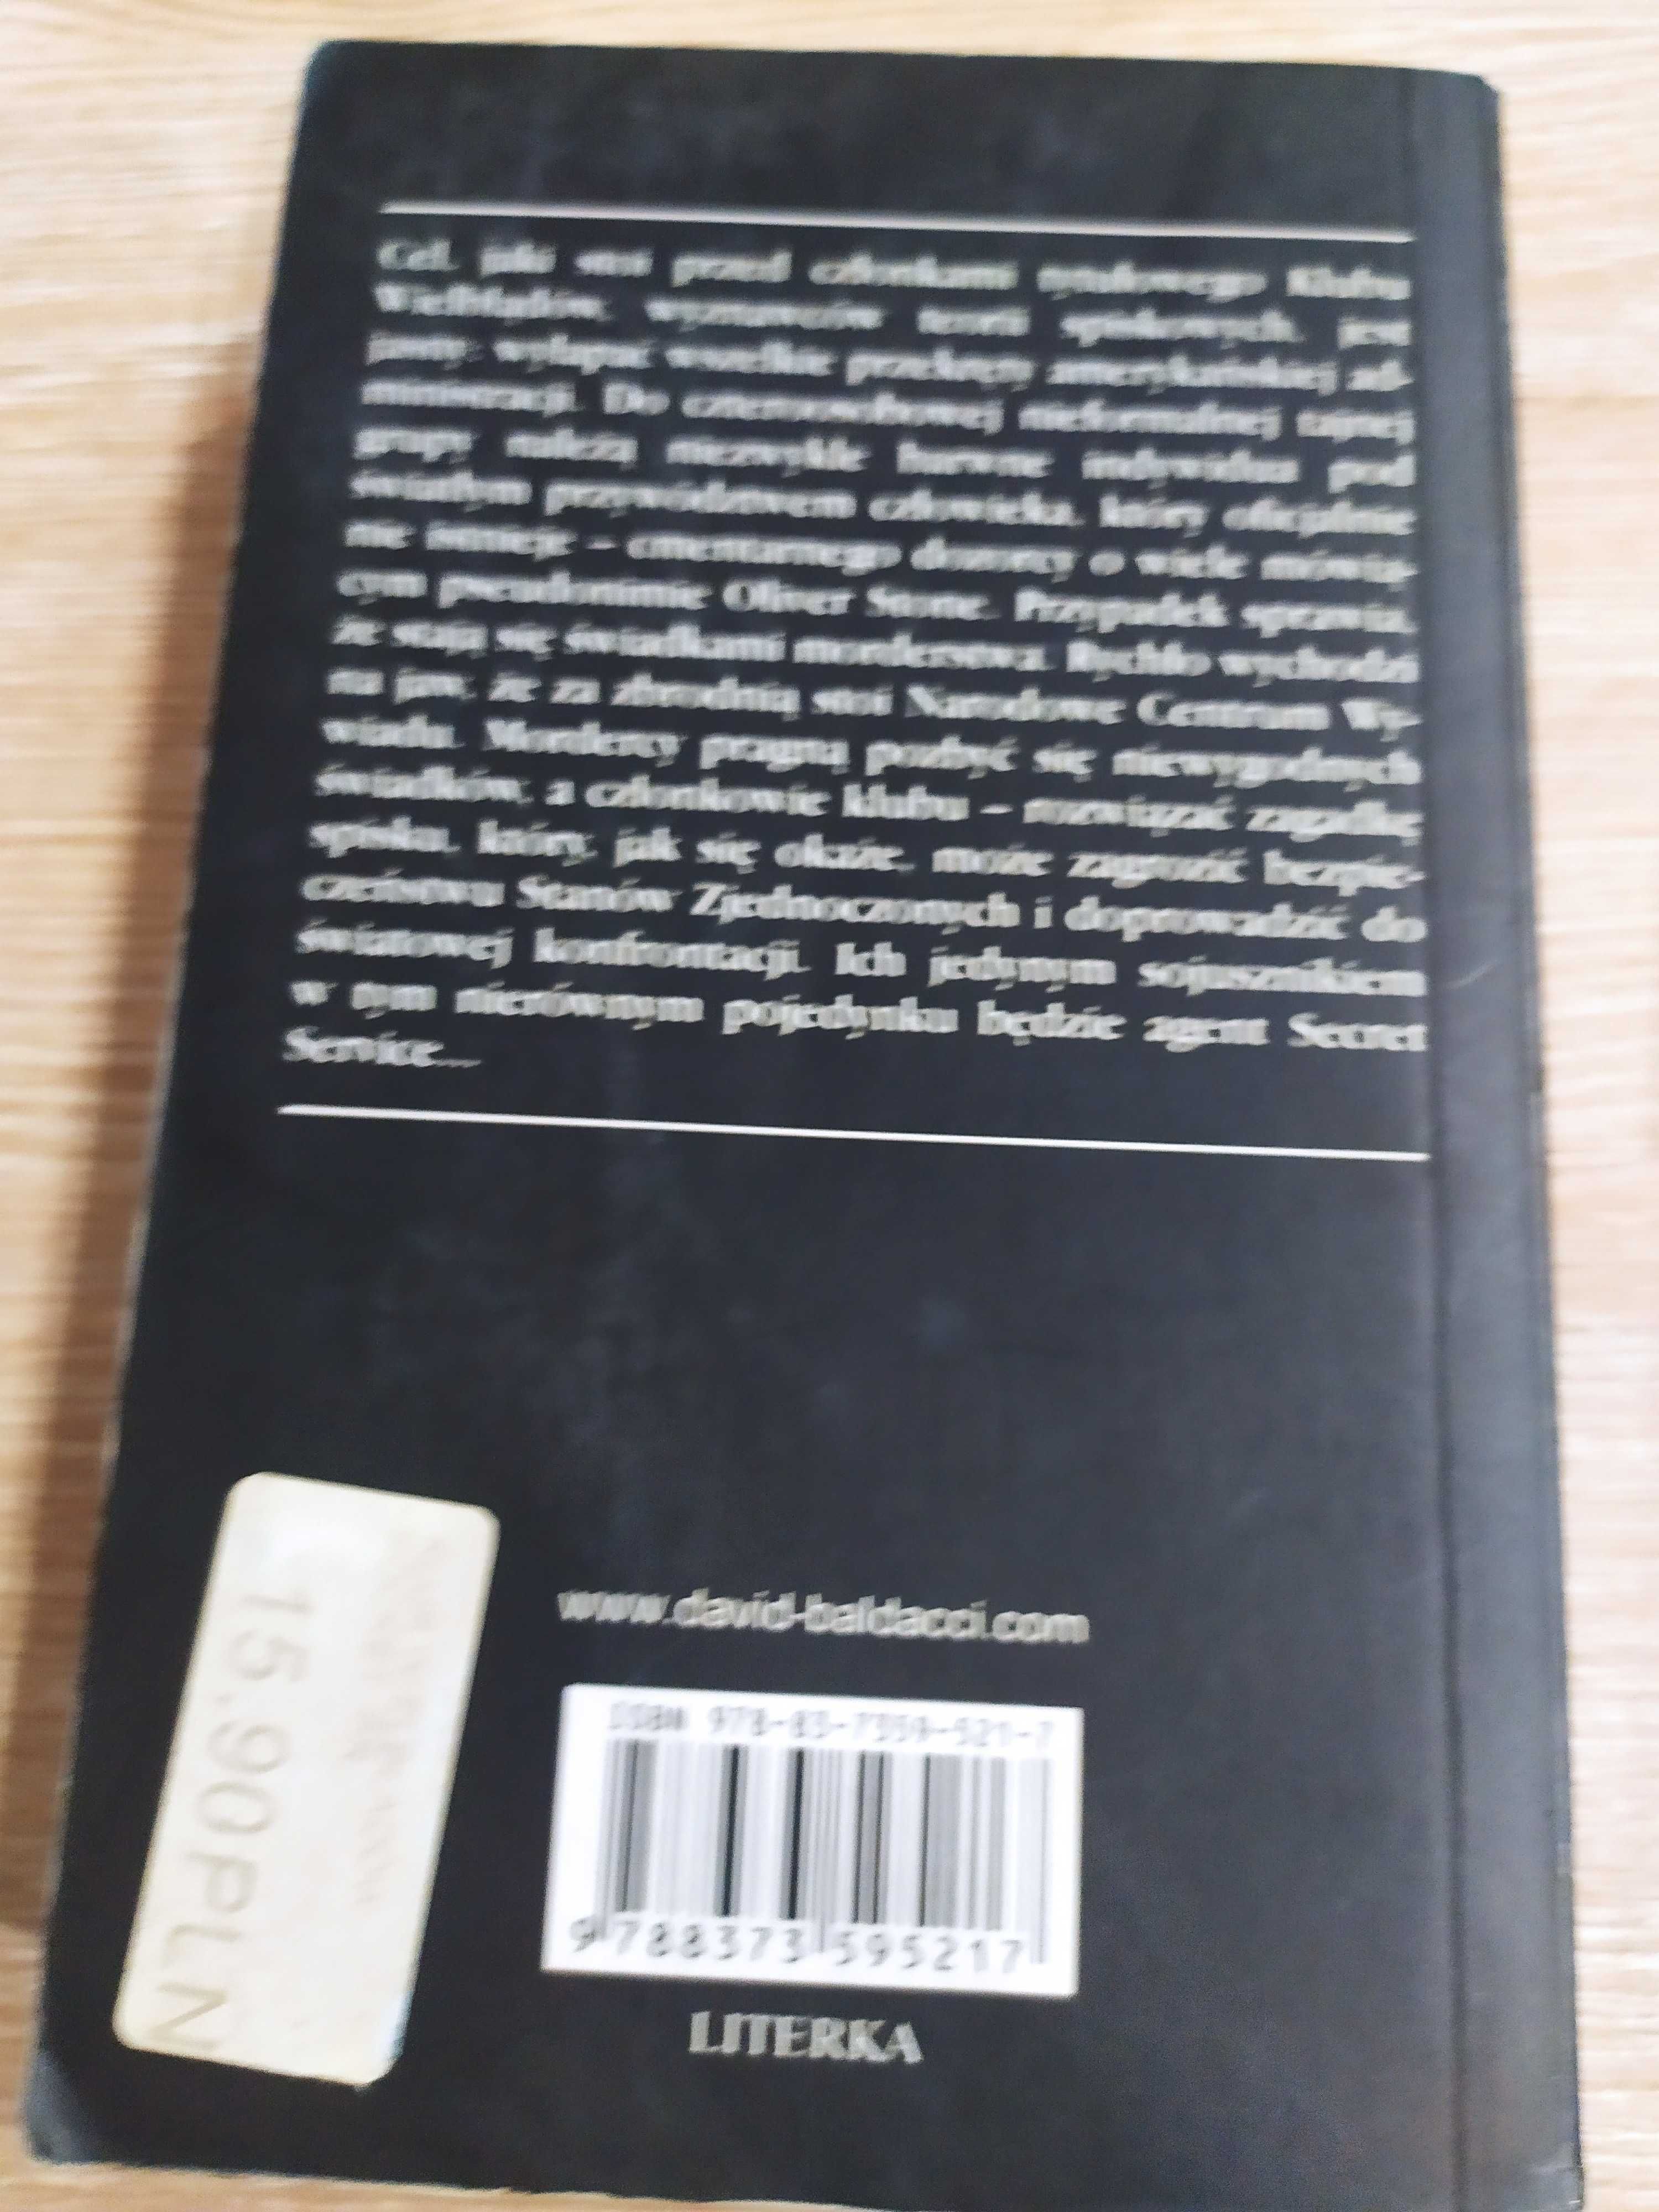 Cel, jaki stoi przed członkami tytułowego Klubu
Wielbłądów, wyznawców teorii spiskowych, jest
jasny: wyłapać wszelkie przekręty amerykańskiej ad-
ministracji. Do czteroosobowej nieformalnej tajnej
grupy należą niezwykle barwne indywidua pod
światłym przywództwem człowieka, który oficjalnie
nie istnieje – cmentarnego dozorcy o wiele mówią-
cym pseudonimie Oliver Stone. Przypadek sprawia,
że stają się świadkami morderstwa. Rychło wychodzi
na jaw, że za zbrodnią stoi Narodowe Centrum Wy-
wiadu. Mordercy pragną pozbyć się niewygodnych
świadków, a członkowie klubu – rozwiązać zagadkę
spisku, który, jak się okaże, może zagrozić bezpie-
czeństwu Stanów Zjednoczonych i doprowadzić do
światowej konfrontacji. Ich jedynym sojusznikiem
w tym nierównym pojedynku będzie agent Secret
Service...
15.90PLN
www.david-baldacci.com
ISBN 978-83-7359-521-7
9 788373 595217
LITERKA